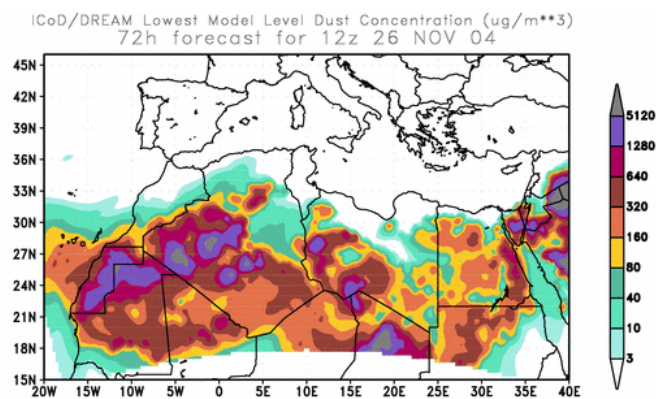 ICoD/DREAM Lowest Model Level Dust Concentration (ug/m**3)
72h forecast for 12z 26 NOV 04
45N
42N
39N
36N
33N
30N
27N
24N
21N
18N
15N
20W 15W 10W 5W 0 5E 10E 15E 20E 25E 30E 35E 40E
5120
1280
640
320
160
80
40
10
3